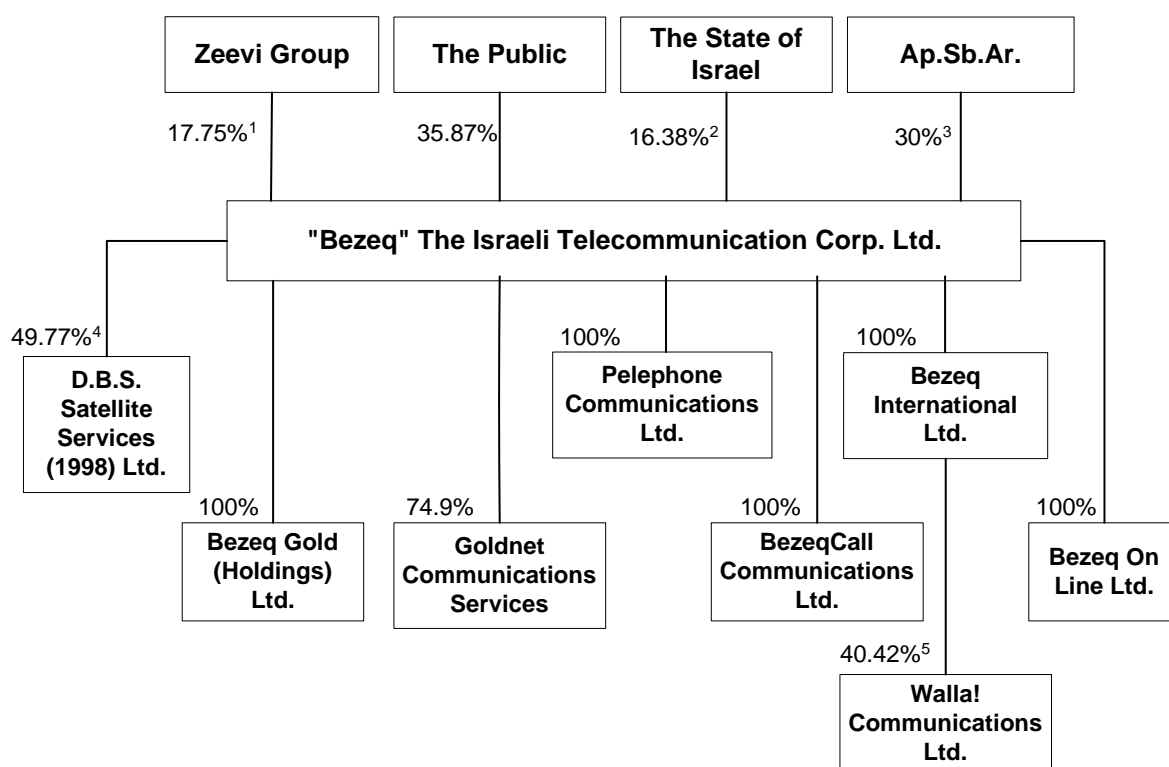 Zeevi Group
The Public
The State of
Israel
Ap.Sb.Ar.
17.75%¹
35.87%
16.38%²
30%³
"Bezeq" The Israeli Telecommunication Corp. Ltd.
49.77%⁴
D.B.S.
Satellite
Services
(1998) Ltd.
100%
Pelephone
Communications
Ltd.
100%
Bezeq
International
Ltd.
100%
Bezeq Gold
(Holdings)
Ltd.
74.9%
Goldnet
Communications
Services
100%
BezeqCall
Communications
Ltd.
100%
Bezeq On
Line Ltd.
40.42%⁵
Walla!
Communications
Ltd.